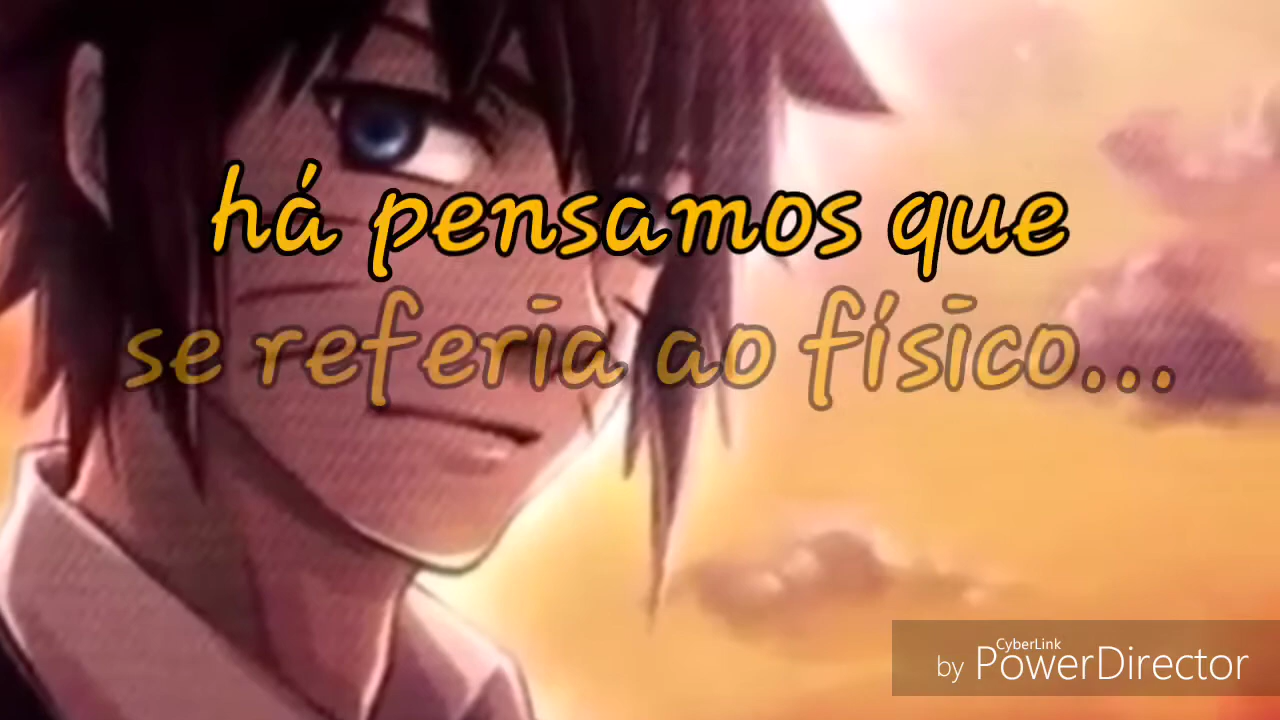 há pensamos que
se referia ao físico...
CyberLink
by PowerDirector